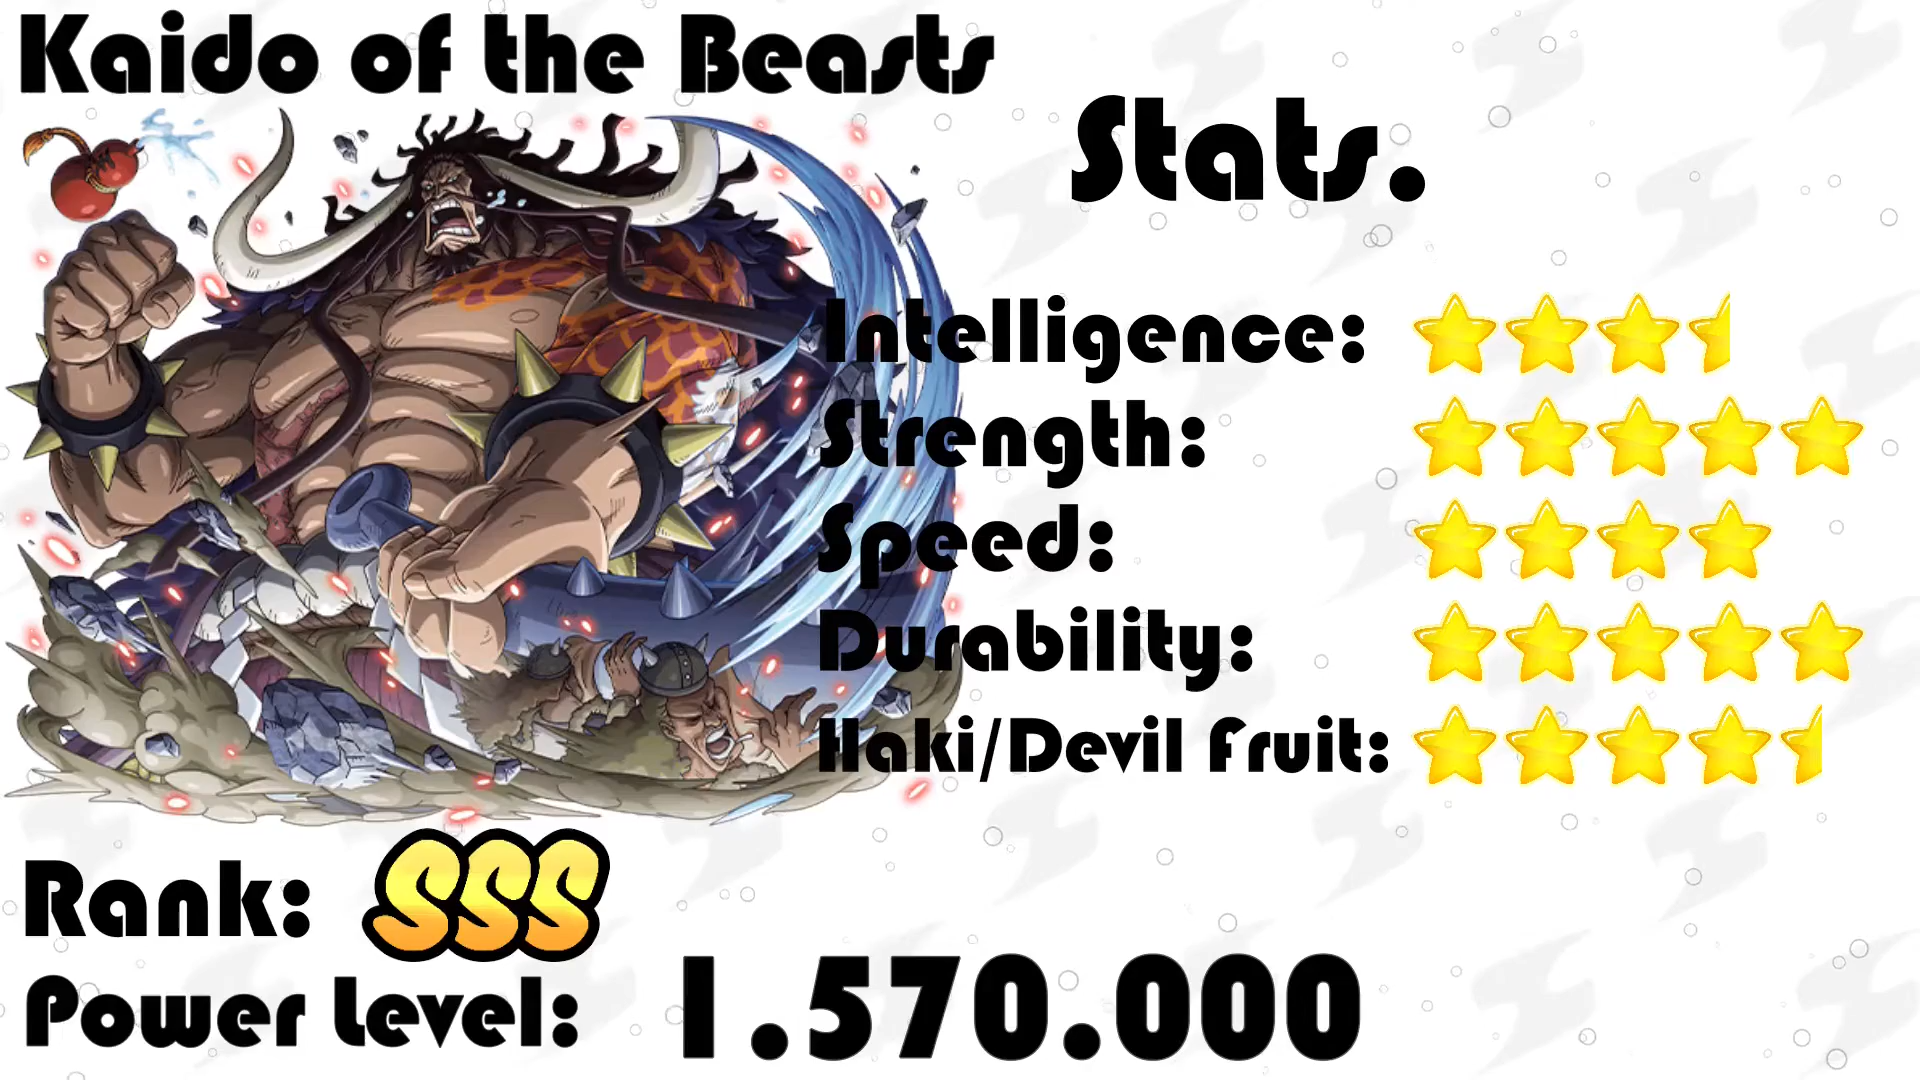 Kaido of the Beasts
Stats.
Intelligence:
Strength:
Speed:
Durability:
Haki/Devil Fruit:
Rank: SSS
Power Level: 1.570.000